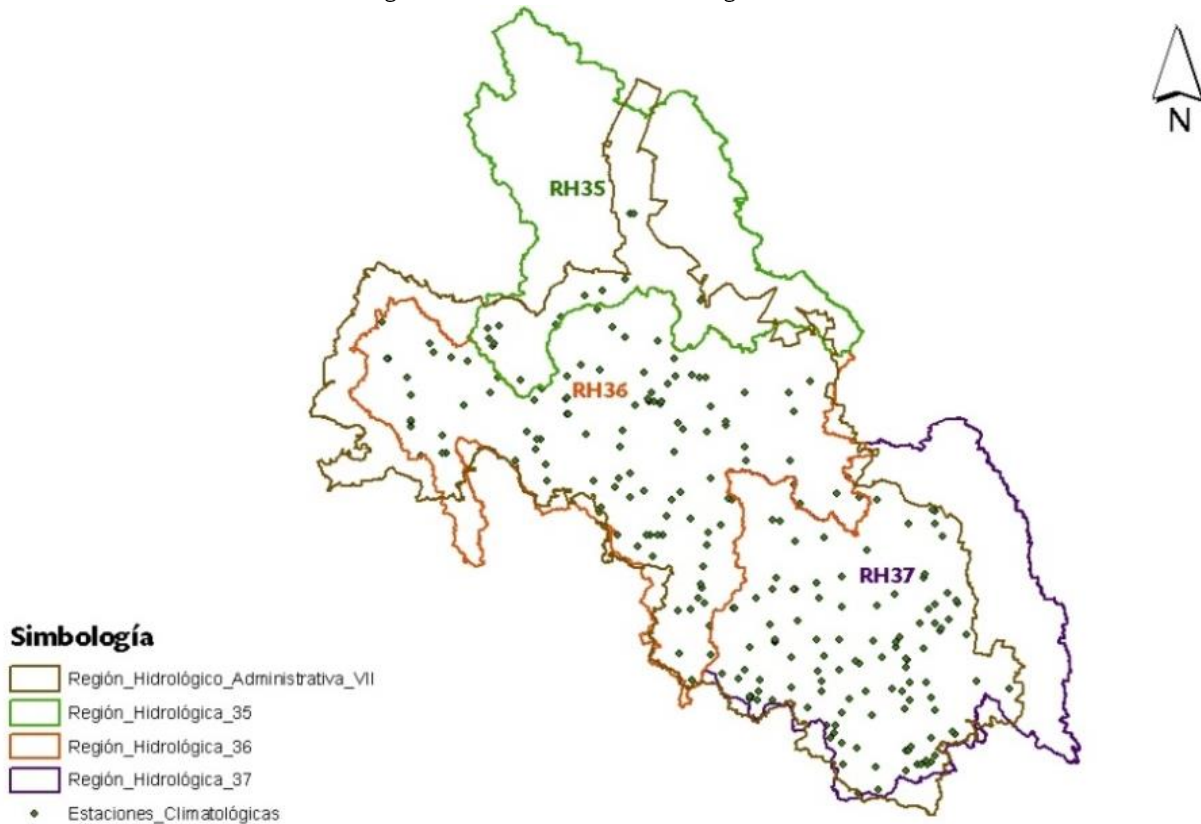 N
RH35
RH36
RH37
Simbología
Región_Hidrológico_Administrativa_VII
Región_Hidrológica_35
Región_Hidrológica_36
Región_Hidrológica_37
Estaciones_Climatológicas